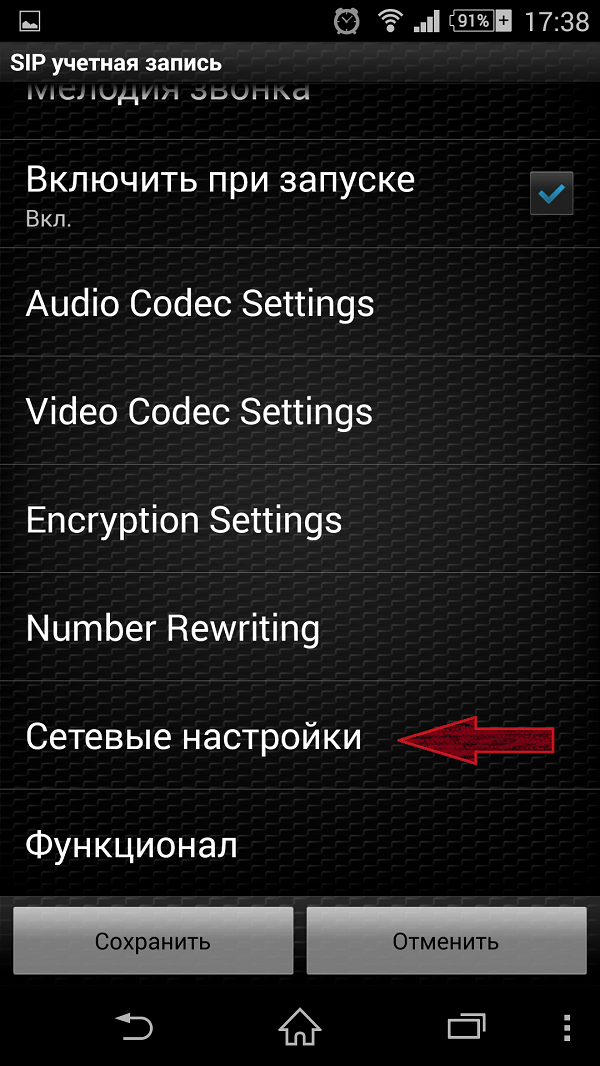 91%
17:38
SIP учетная запись
Мелодия звонка
Включить при запуске
Вкл.
Audio Codec Settings
Video Codec Settings
Encryption Settings
Number Rewriting
Сетевые настройки
Функционал
Сохранить
Отменить